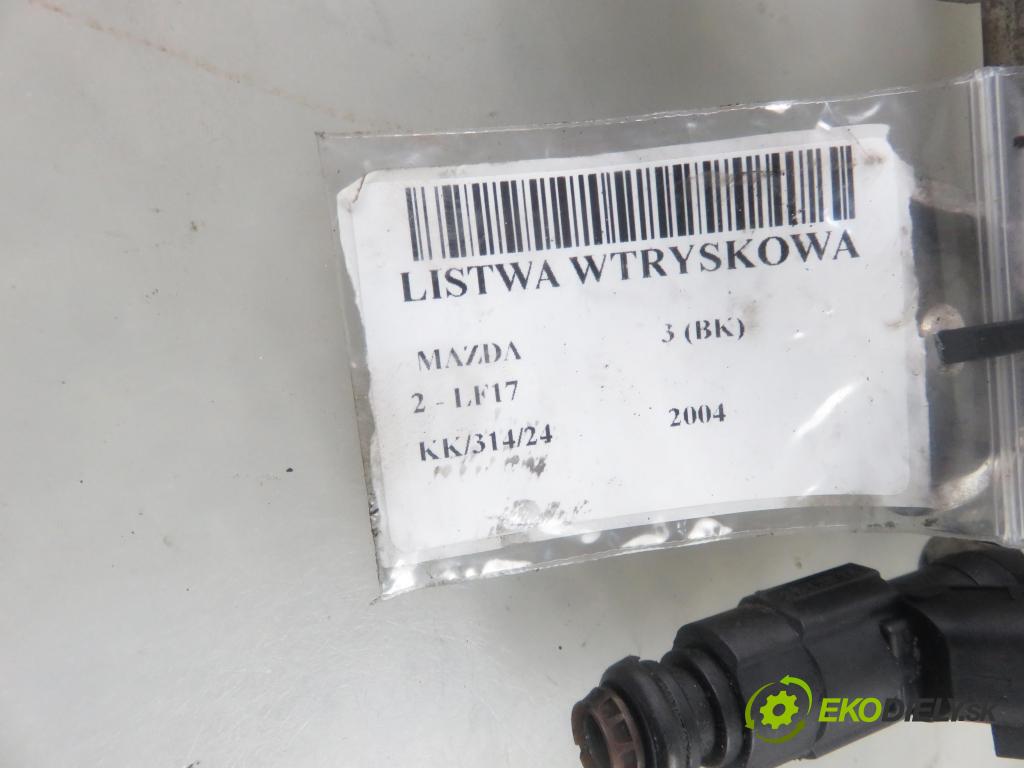 LISTWA WTRYSKOWA
MAZDA 3 (BK)
2 - LF17
KK/314/24 2004
EKODIELY.SK